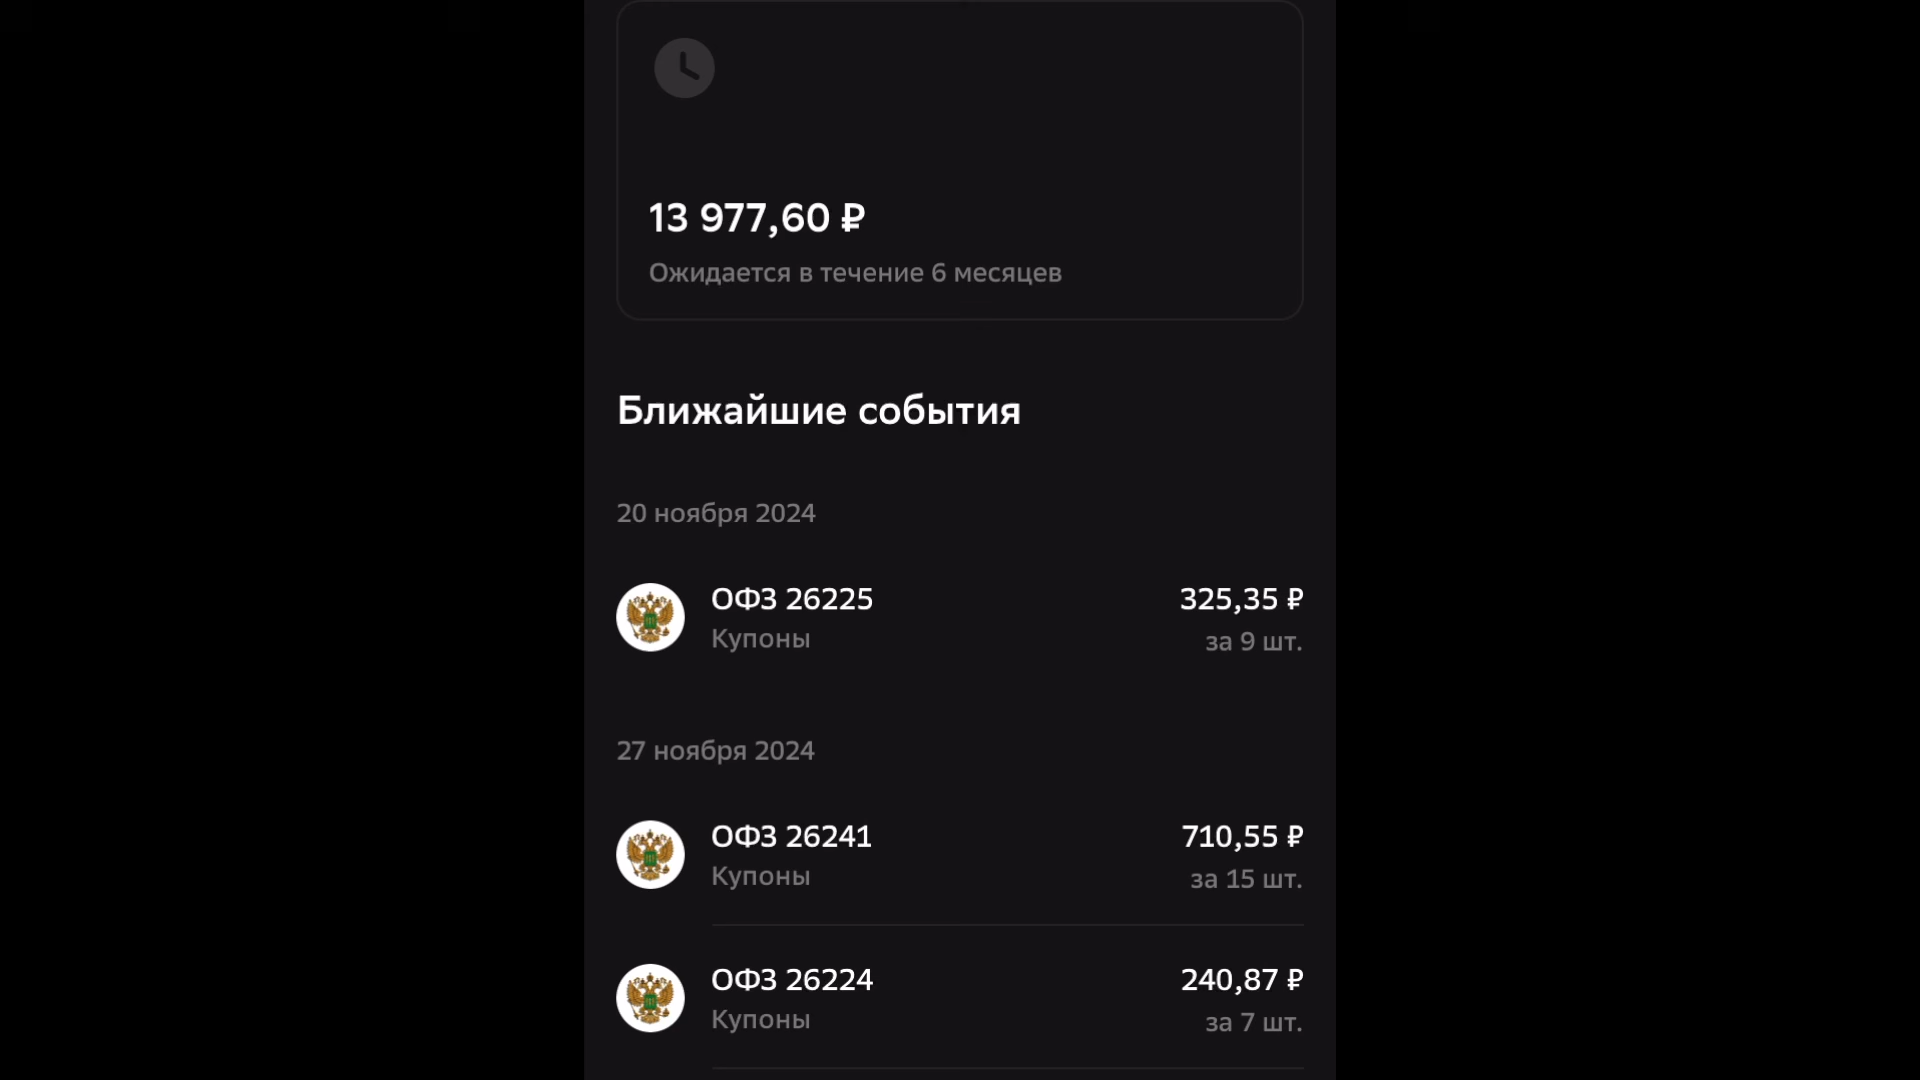 13 977,60 ₽
Ожидается в течение 6 месяцев
Ближайшие события
20 ноября 2024
ОФЗ 26225
325,35 ₽
Купоны
за 9 шт.
27 ноября 2024
ОФЗ 26241
710,55 ₽
Купоны
за 15 шт.
ОФЗ 26224
240,87 ₽
Купоны
за 7 шт.